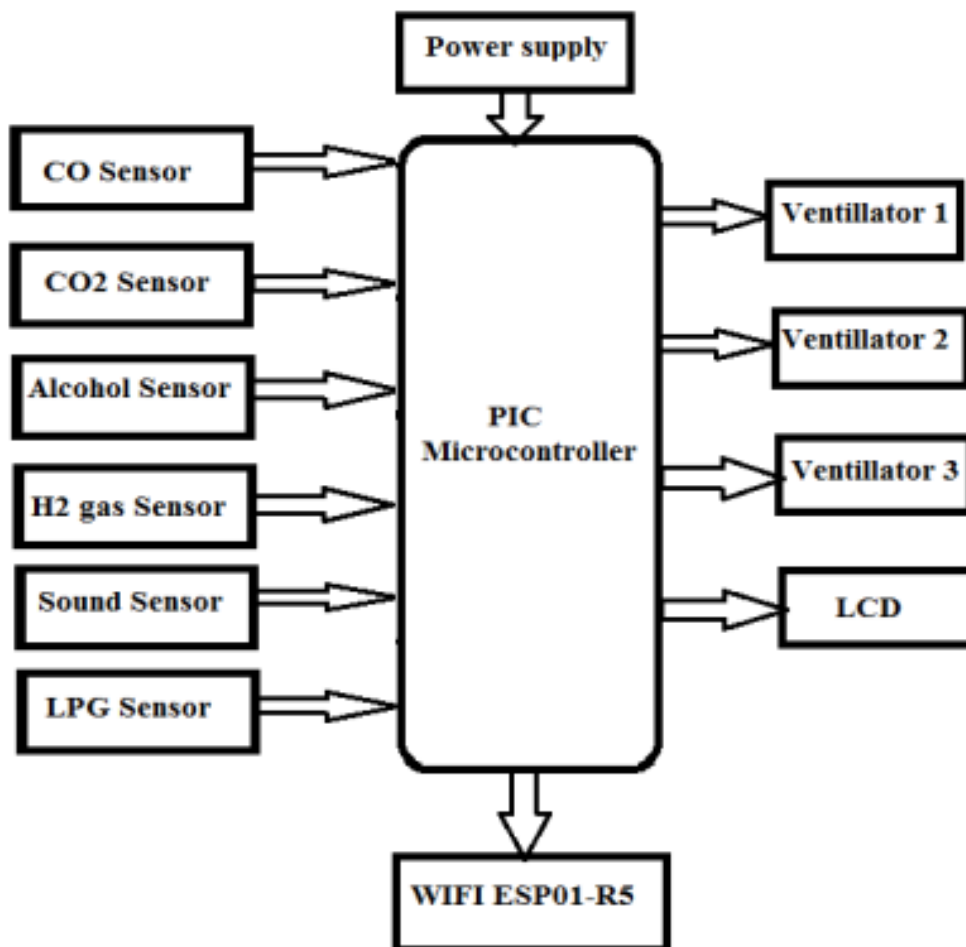 Power supply
CO Sensor
CO2 Sensor
Alcohol Sensor
H2 gas Sensor
Sound Sensor
LPG Sensor
PIC
Microcontroller
Ventillator 1
Ventillator 2
Ventillator 3
LCD
WIFI ESP01-R5